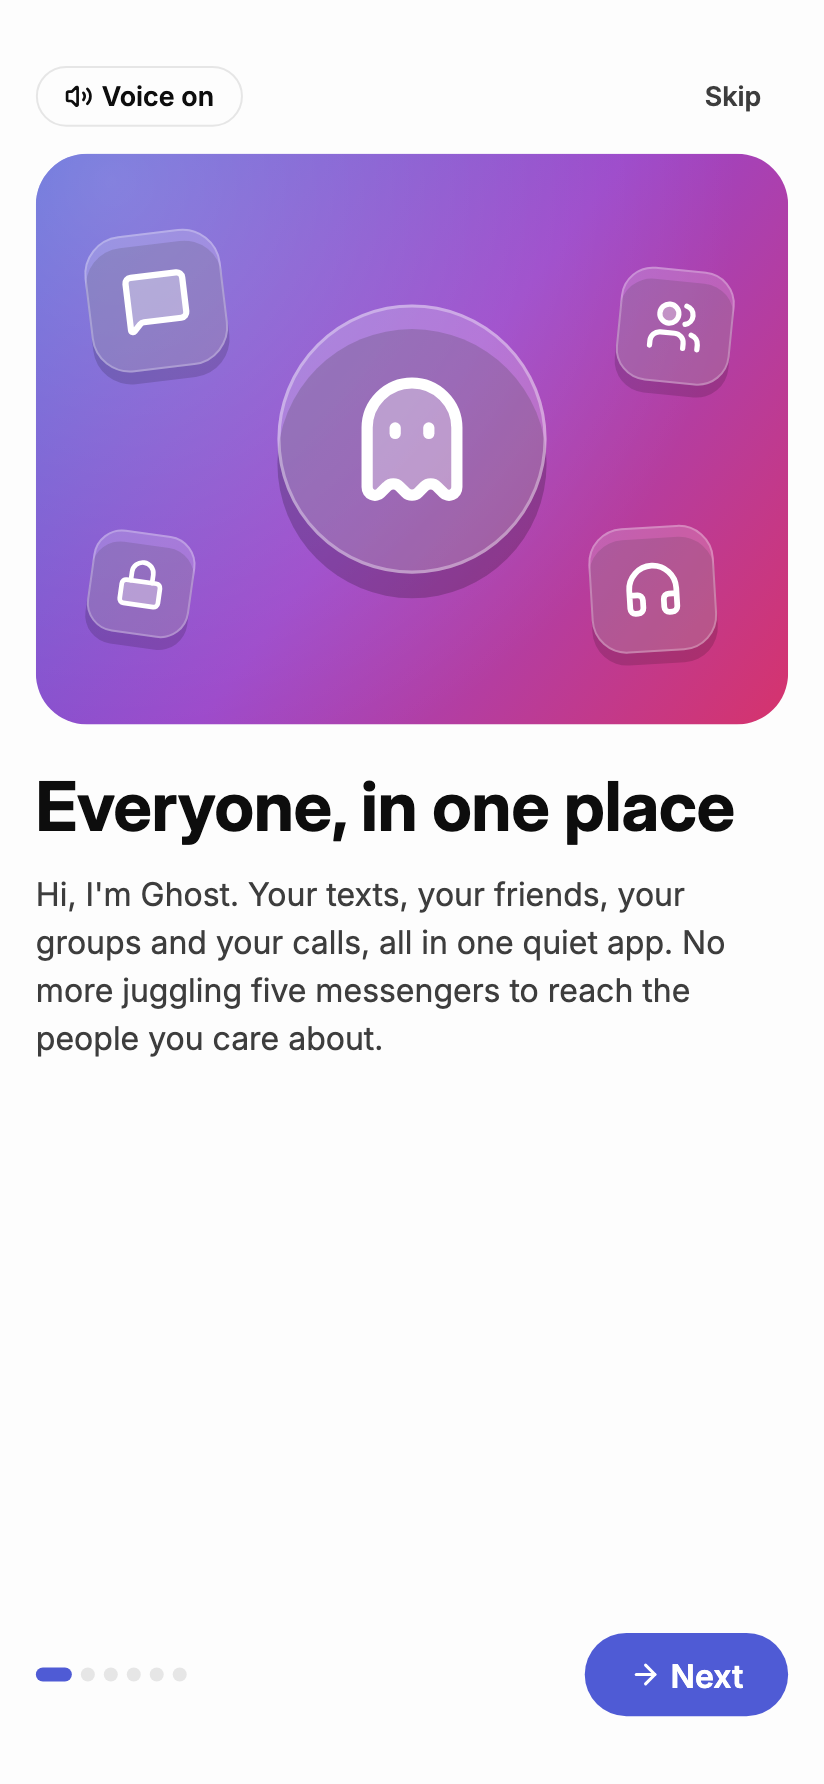 Voice on
Skip
Everyone, in one place
Hi, I'm Ghost. Your texts, your friends, your
groups and your calls, all in one quiet app. No
more juggling five messengers to reach the
people you care about.
Next